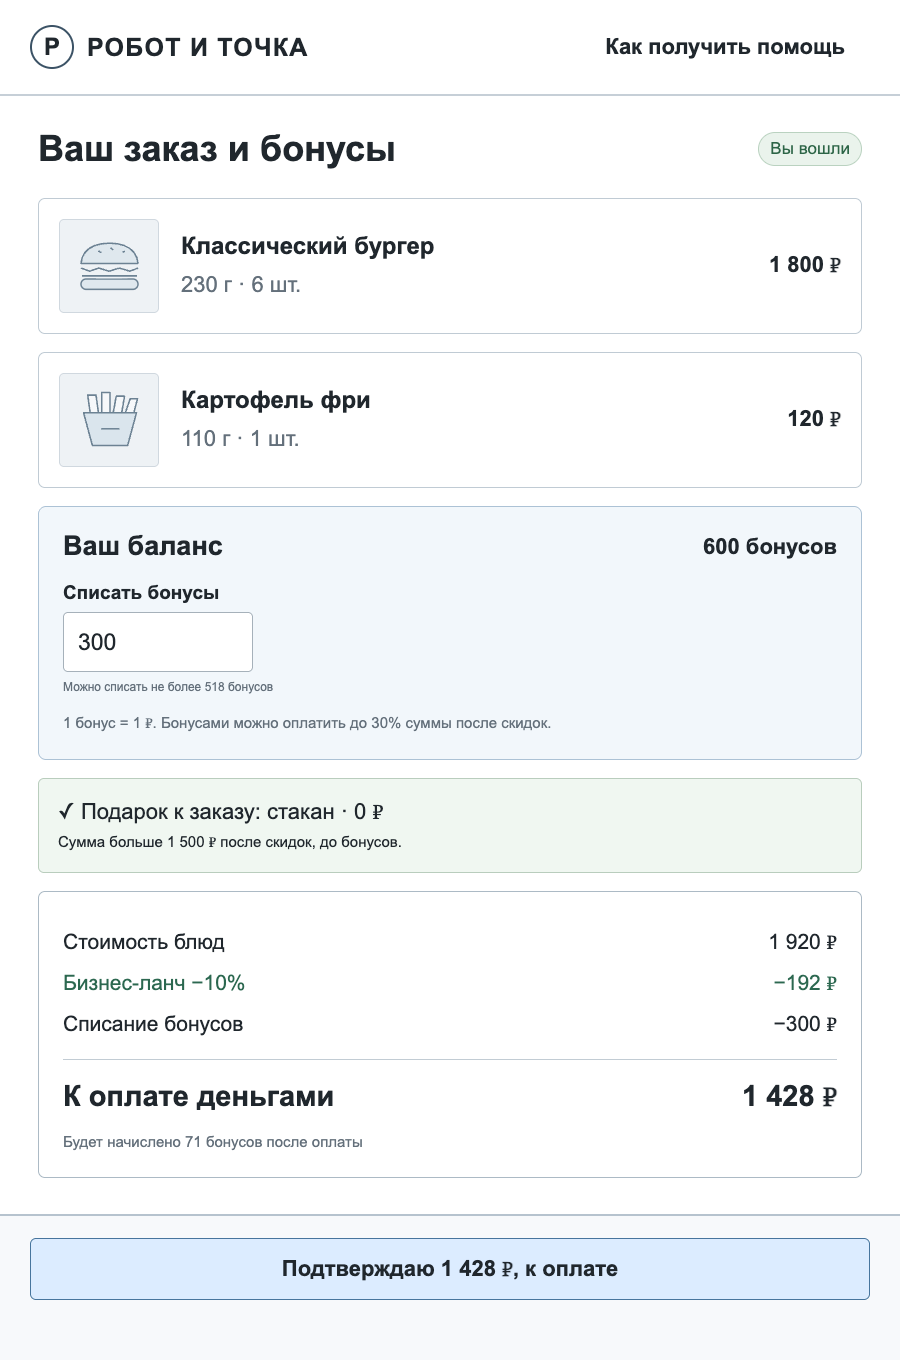 Р РОБОТ И ТОЧКА
Как получить помощь
Ваш заказ и бонусы
Вы вошли
Классический бургер
230 г · 6 шт.
1 800 ₽
Картофель фри
110 г · 1 шт.
120 ₽
Ваш баланс
600 бонусов
Списать бонусы
300
Можно списать не более 518 бонусов
1 бонус = 1 ₽. Бонусами можно оплатить до 30% суммы после скидок.
✓ Подарок к заказу: стакан · 0 ₽
Сумма больше 1 500 ₽ после скидок, до бонусов.
Стоимость блюд 1 920 ₽
Бизнес-ланч −10% −192 ₽
Списание бонусов −300 ₽
К оплате деньгами 1 428 ₽
Будет начислено 71 бонусов после оплаты
Подтверждаю 1 428 ₽, к оплате